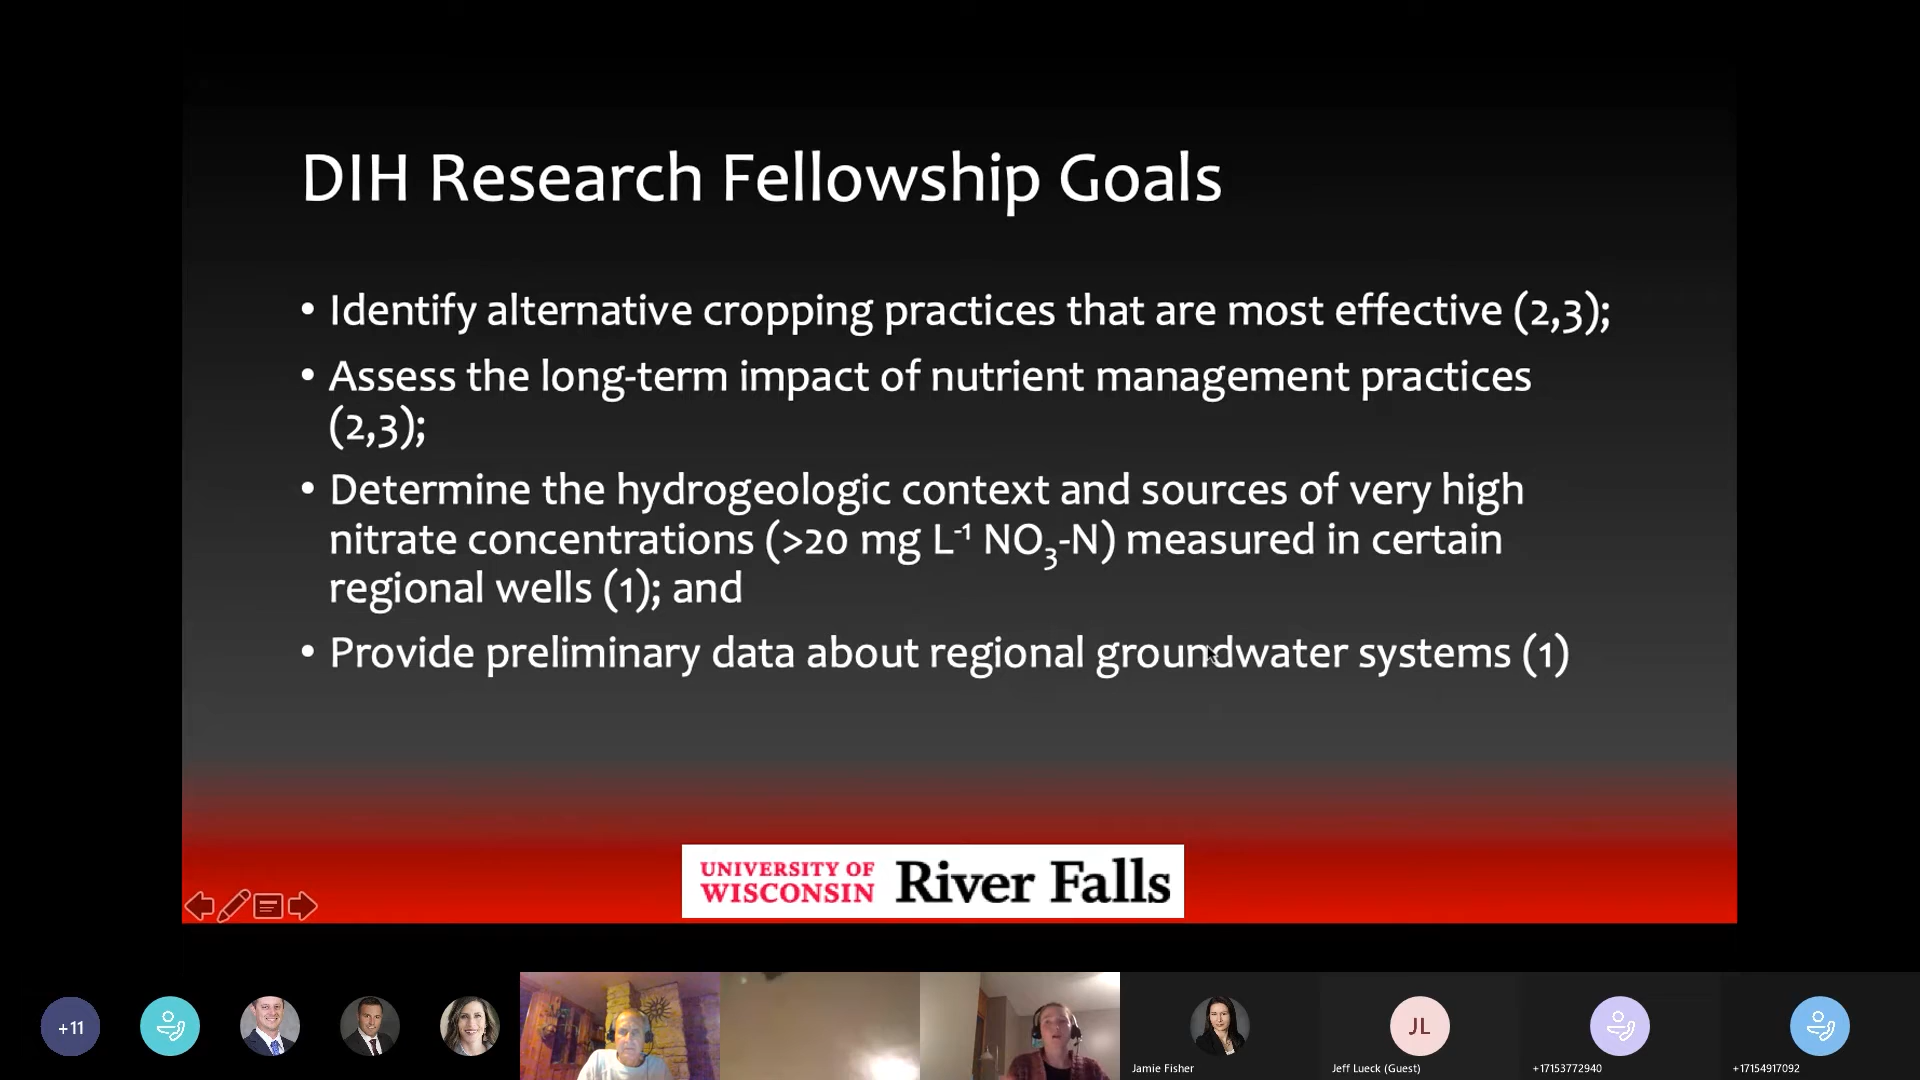 DIH Research Fellowship Goals
• Identify alternative cropping practices that are most effective (2,3);
• Assess the long-term impact of nutrient management practices
(2,3);
• Determine the hydrogeologic context and sources of very high
nitrate concentrations (>20 mg L⁻¹ NO₃-N) measured in certain
regional wells (1); and
• Provide preliminary data about regional groundwater systems (1)
UNIVERSITY OF
WISCONSIN
River Falls
+11
JL
Jamie Fisher
Jeff Lueck (Guest)
+17153772940
+17154917092